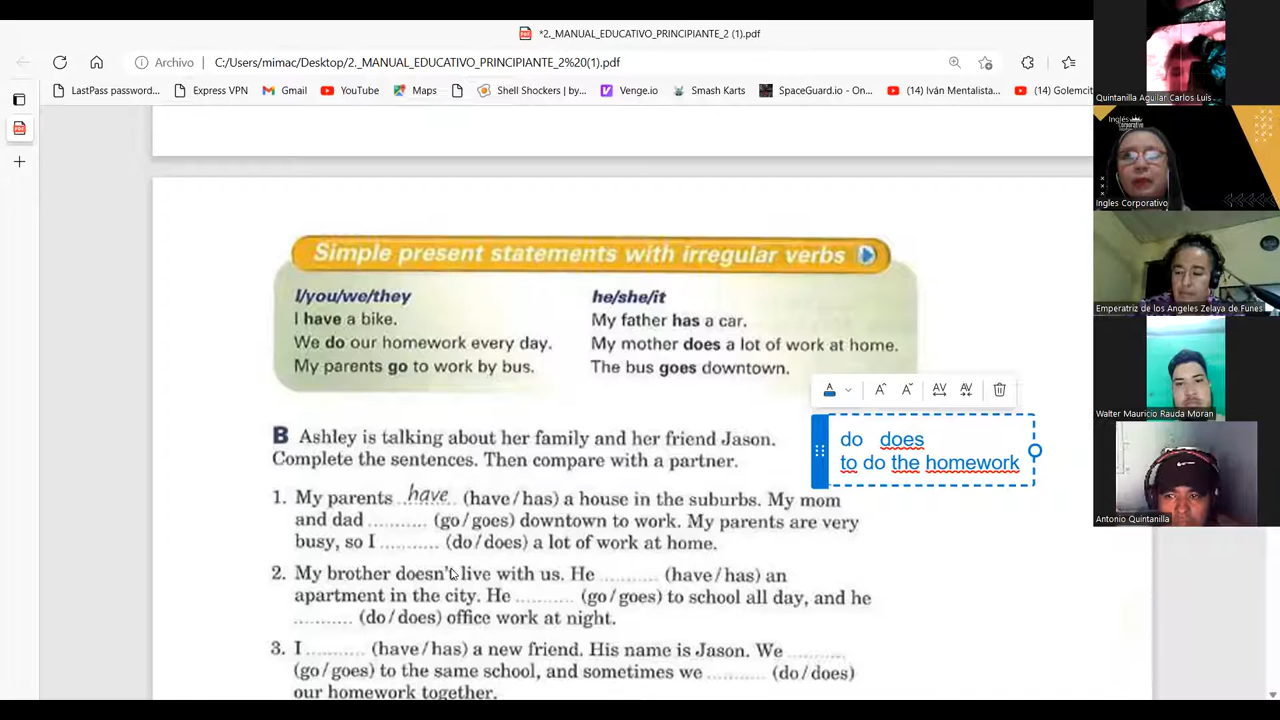 *2._MANUAL_EDUCATIVO_PRINCIPIANTE_2 (1).pdf
Archivo C:/Users/mimac/Desktop/2._MANUAL_EDUCATIVO_PRINCIPIANTE_2%20(1).pdf
LastPass password... Express VPN Gmail YouTube Maps Shell Shockers | by... Venge.io Smash Karts SpaceGuard.io - On... (14) Iván Mentalista... (14) Golemcit
Simple present statements with irregular verbs
I/you/we/they he/she/it
I have a bike. My father has a car.
We do our homework every day. My mother does a lot of work at home.
My parents go to work by bus. The bus goes downtown.
do does
to do the homework
B Ashley is talking about her family and her friend Jason.
Complete the sentences. Then compare with a partner.
1. My parents have (have/has) a house in the suburbs. My mom
and dad ........... (go/goes) downtown to work. My parents are very
busy, so I ........... (do/does) a lot of work at home.
2. My brother doesn't live with us. He ........... (have/has) an
apartment in the city. He ........... (go/goes) to school all day, and he
........... (do/does) office work at night.
3. I ........... (have/has) a new friend. His name is Jason. We ...........
(go/goes) to the same school, and sometimes we ........... (do/does)
our homework together.
Quintanilla Aguilar Carlos Luis
Inglés
Corporativo
Ingles Corporativo
Emperatriz de los Angeles Zelaya de Funes
Walter Mauricio Rauda Moran
Antonio Quintanilla